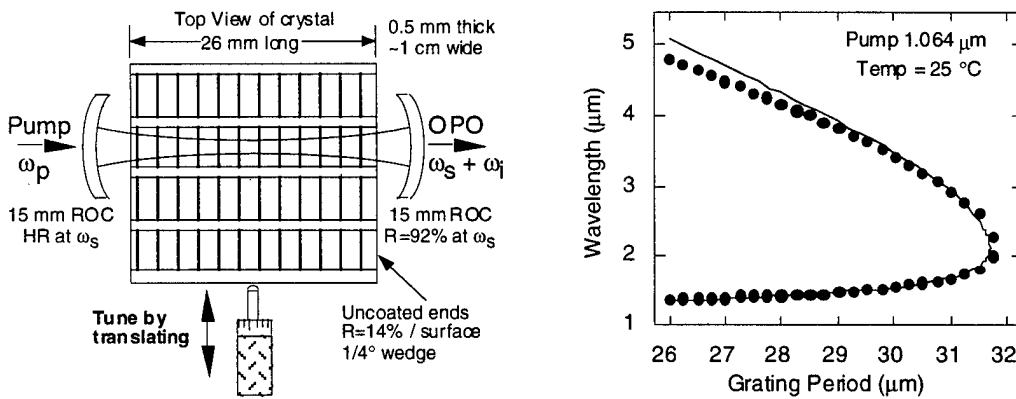 Top View of crystal
26 mm long
0.5 mm thick
~1 cm wide
Pump
ωp
OPO
ωs + ωi
15 mm ROC
HR at ωs
15 mm ROC
R=92% at ωs
Tune by
translating
Uncoated ends
R=14% / surface
1/4° wedge
Pump 1.064 μm
Temp = 25 °C
Wavelength (μm)
5
4
3
2
1
26 27 28 29 30 31 32
Grating Period (μm)